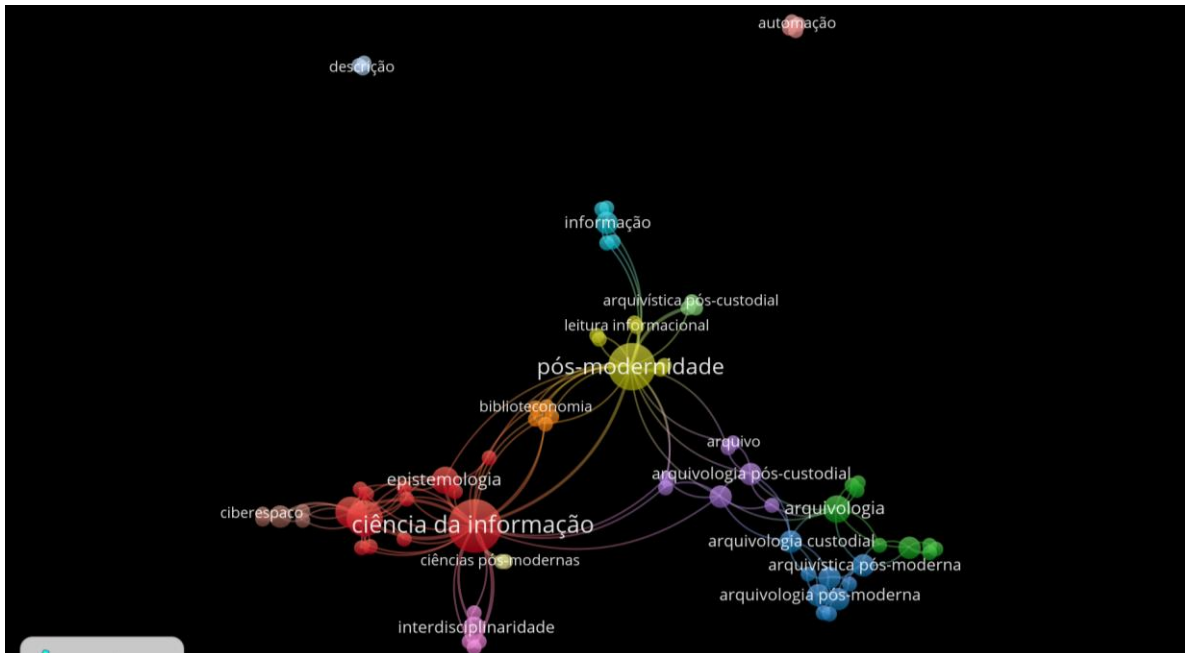 automação
descrição
informação
arquivística pós-custodial
leitura informacional
pós-modernidade
biblioteconomia
arquivo
arquivologia pós-custodial
epistemologia
arquivologia
ciberespaco
ciência da informação
arquivologia custodial
ciências pós-modernas
arquivística pós-moderna
arquivologia pós-moderna
interdisciplinaridade